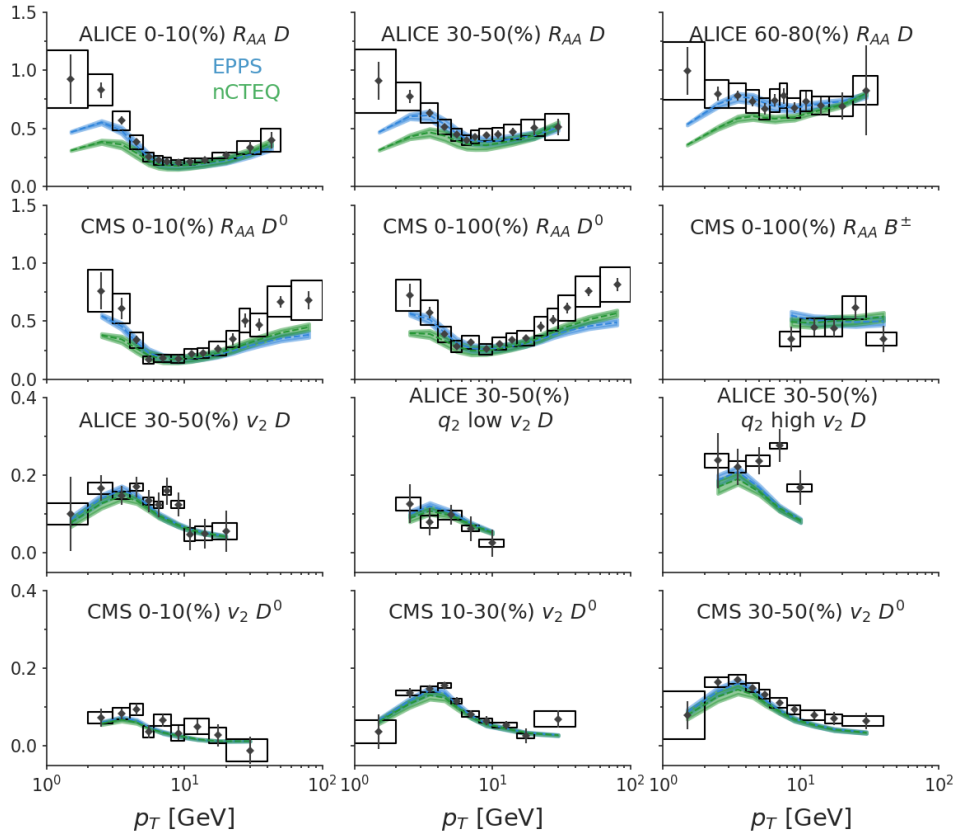 ALICE 0-10(%) R_AA D
EPPS
nCTEQ
1.5
1.0
0.5
0.0
ALICE 30-50(%) R_AA D
ALICE 60-80(%) R_AA D
CMS 0-10(%) R_AA D^0
1.5
1.0
0.5
0.0
CMS 0-100(%) R_AA D^0
CMS 0-100(%) R_AA B^±
ALICE 30-50(%) v_2 D
0.4
0.2
0.0
ALICE 30-50(%)
q_2 low v_2 D
ALICE 30-50(%)
q_2 high v_2 D
CMS 0-10(%) v_2 D^0
0.4
0.2
0.0
CMS 10-30(%) v_2 D^0
CMS 30-50(%) v_2 D^0
10^0 10^1 10^2
10^0 10^1 10^2
10^0 10^1 10^2
p_T [GeV]
p_T [GeV]
p_T [GeV]